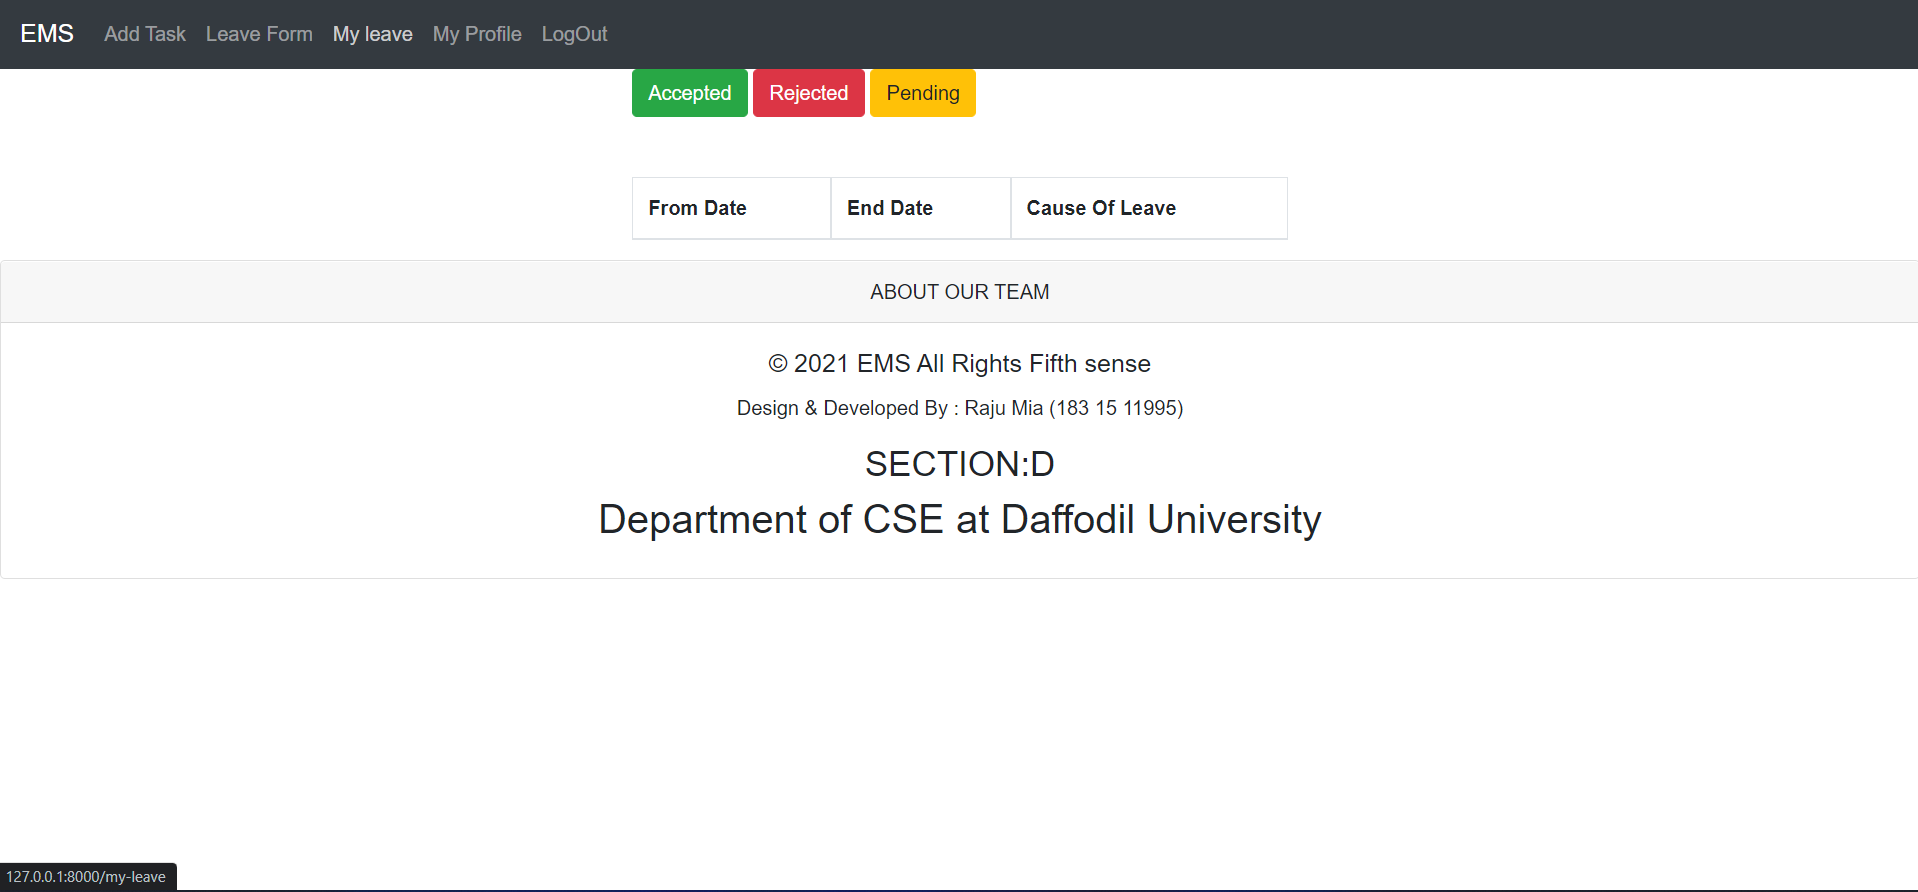 EMS Add Task Leave Form My leave My Profile LogOut
Accepted Rejected Pending
From Date End Date Cause Of Leave
ABOUT OUR TEAM
© 2021 EMS All Rights Fifth sense
Design & Developed By : Raju Mia (183 15 11995)
SECTION:D
Department of CSE at Daffodil University
127.0.0.1:8000/my-leave